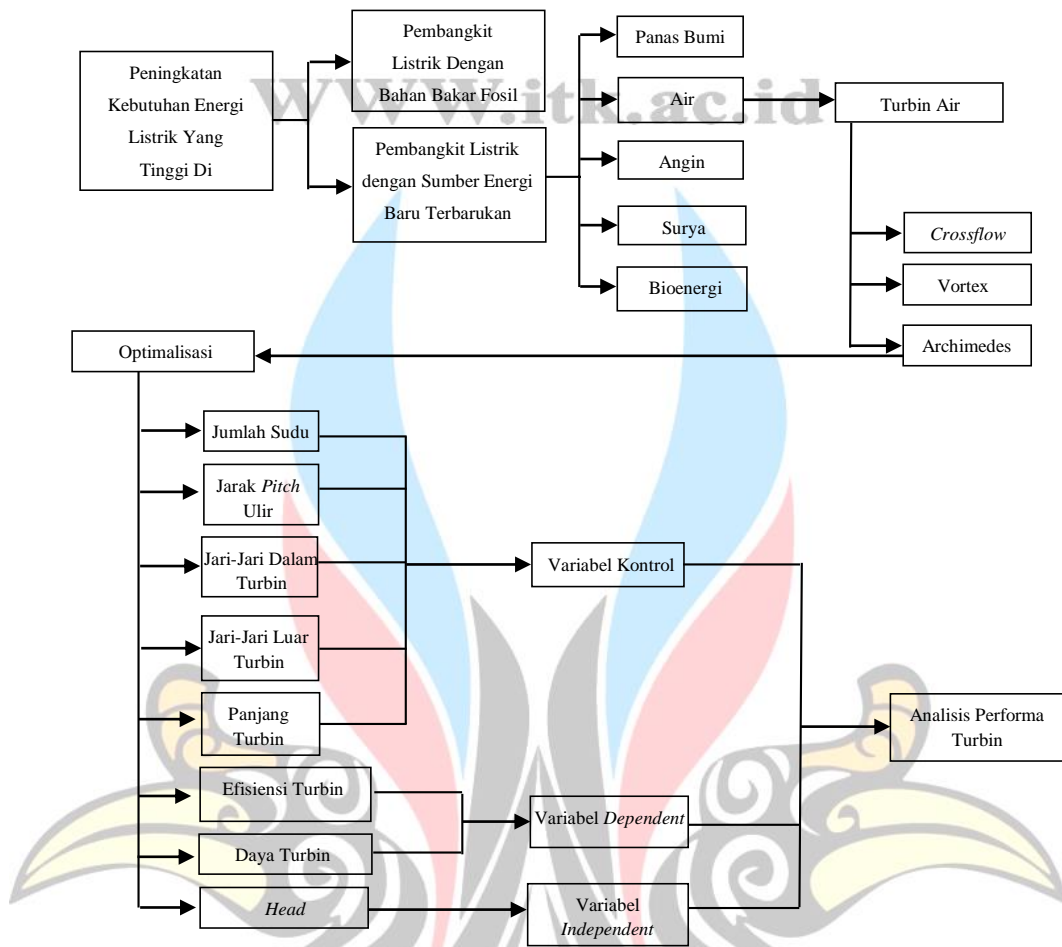 Peningkatan
Kebutuhan Energi
Listrik Yang
Tinggi Di
Pembangkit
Listrik Dengan
Bahan Bakar Fosil
Pembangkit Listrik
dengan Sumber Energi
Baru Terbarukan
Panas Bumi
Air
Angin
Surya
Bioenergi
www.itk.ac.id
Turbin Air
Crossflow
Vortex
Archimedes
Optimalisasi
Jumlah Sudu
Jarak Pitch
Ulir
Jari-Jari Dalam
Turbin
Jari-Jari Luar
Turbin
Panjang
Turbin
Efisiensi Turbin
Daya Turbin
Head
Variabel Kontrol
Variabel Dependent
Variabel
Independent
Analisis Performa
Turbin